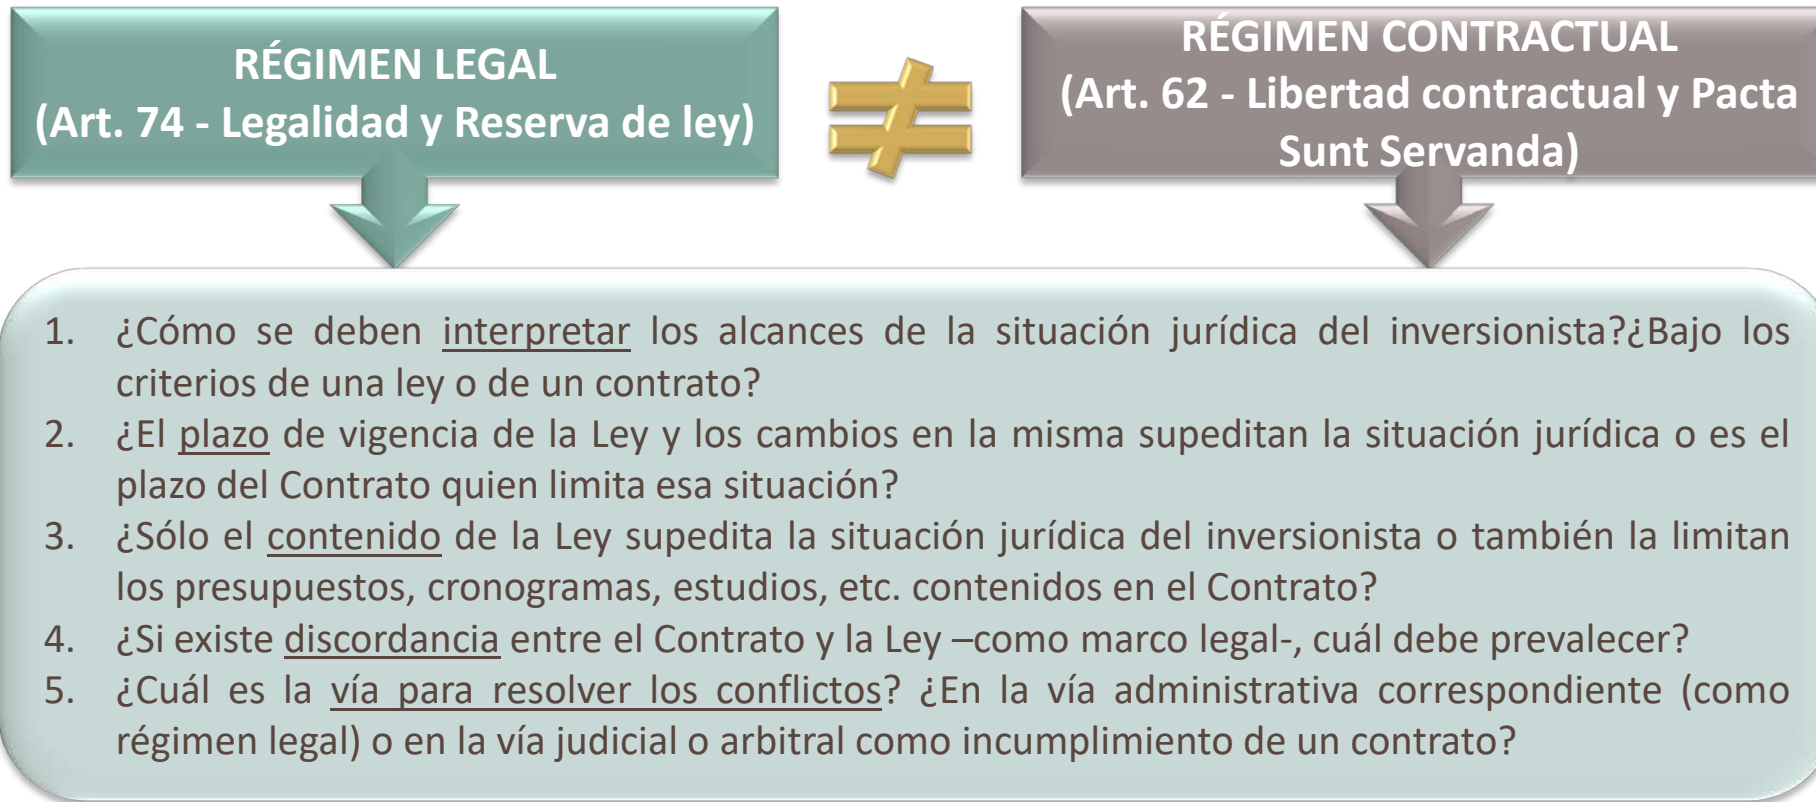 RÉGIMEN LEGAL
(Art. 74 - Legalidad y Reserva de ley)
RÉGIMEN CONTRACTUAL
(Art. 62 - Libertad contractual y Pacta
Sunt Servanda)
1. ¿Cómo se deben interpretar los alcances de la situación jurídica del inversionista?¿Bajo los
criterios de una ley o de un contrato?
2. ¿El plazo de vigencia de la Ley y los cambios en la misma supeditan la situación jurídica o es el
plazo del Contrato quien limita esa situación?
3. ¿Sólo el contenido de la Ley supedita la situación jurídica del inversionista o también la limitan
los presupuestos, cronogramas, estudios, etc. contenidos en el Contrato?
4. ¿Si existe discordancia entre el Contrato y la Ley –como marco legal-, cuál debe prevalecer?
5. ¿Cuál es la vía para resolver los conflictos? ¿En la vía administrativa correspondiente (como
régimen legal) o en la vía judicial o arbitral como incumplimiento de un contrato?